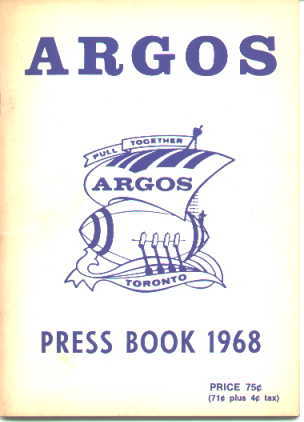 ARGOS
PULL TOGETHER
ARGOS
TORONTO
PRESS BOOK 1968
PRICE 75¢
(71¢ plus 4¢ tax)